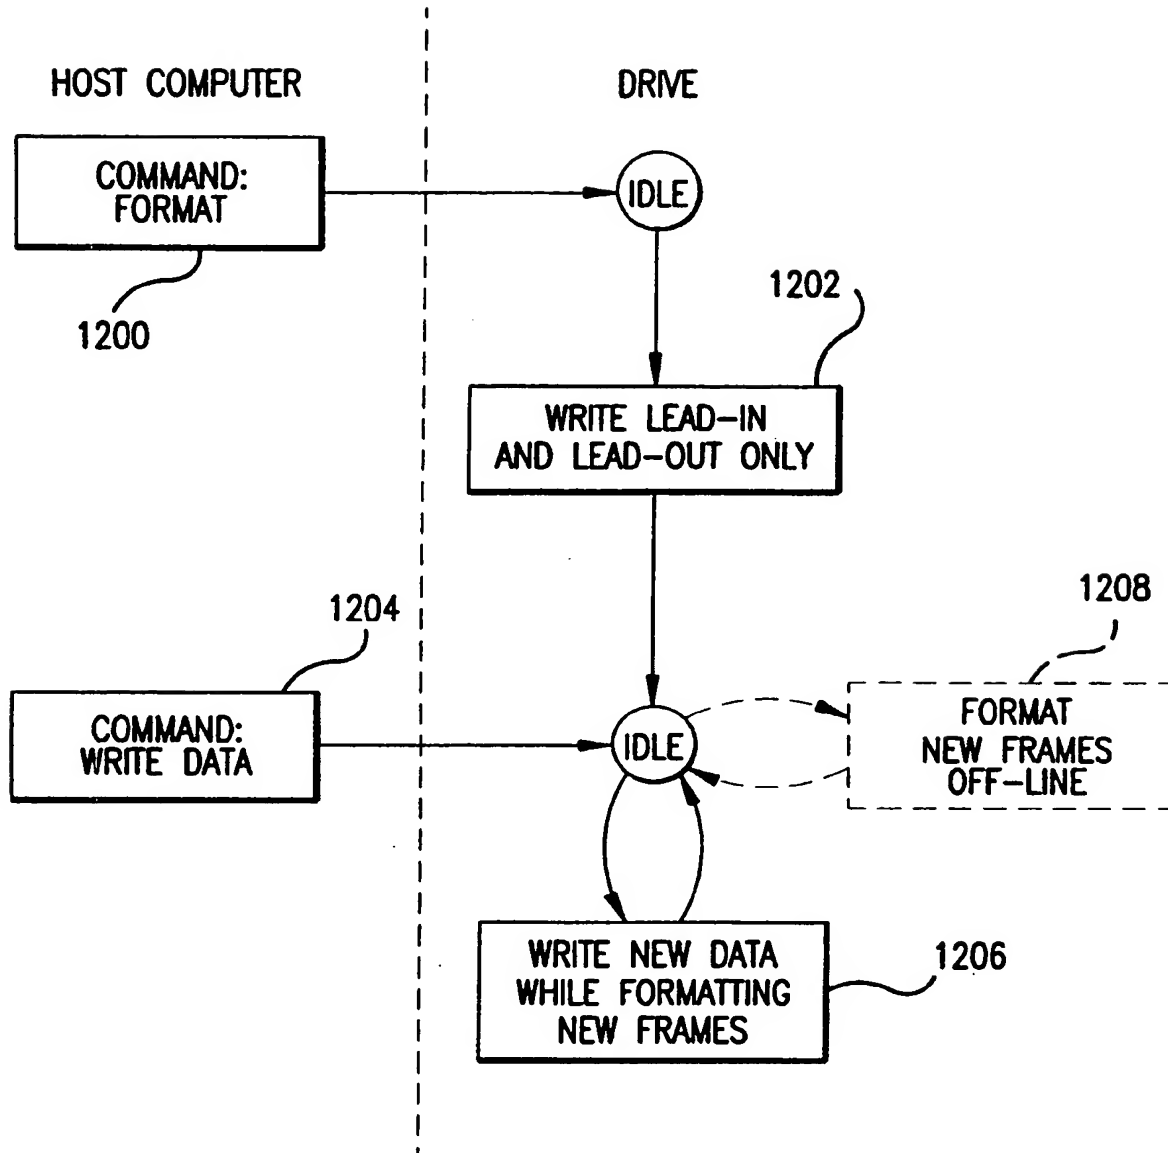 HOST COMPUTER
DRIVE
COMMAND:
FORMAT
IDLE
1200
1202
WRITE LEAD-IN
AND LEAD-OUT ONLY
1204
1208
COMMAND:
WRITE DATA
IDLE
FORMAT
NEW FRAMES
OFF-LINE
WRITE NEW DATA
WHILE FORMATTING
NEW FRAMES
1206